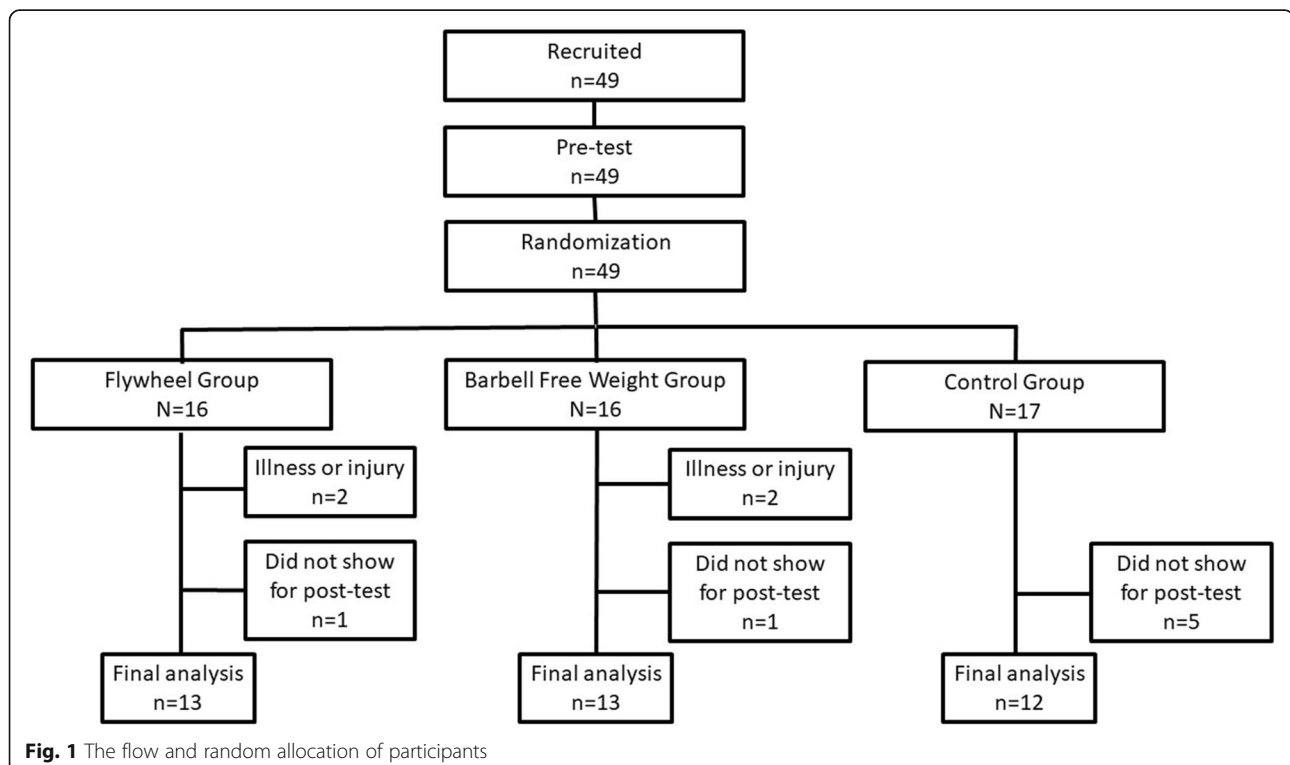 Recruited
n=49
Pre-test
n=49
Randomization
n=49
Flywheel Group
N=16
Barbell Free Weight Group
N=16
Control Group
N=17
Illness or injury
n=2
Illness or injury
n=2
Did not show
for post-test
n=1
Did not show
for post-test
n=1
Did not show
for post-test
n=5
Final analysis
n=13
Final analysis
n=13
Final analysis
n=12
Fig. 1 The flow and random allocation of participants